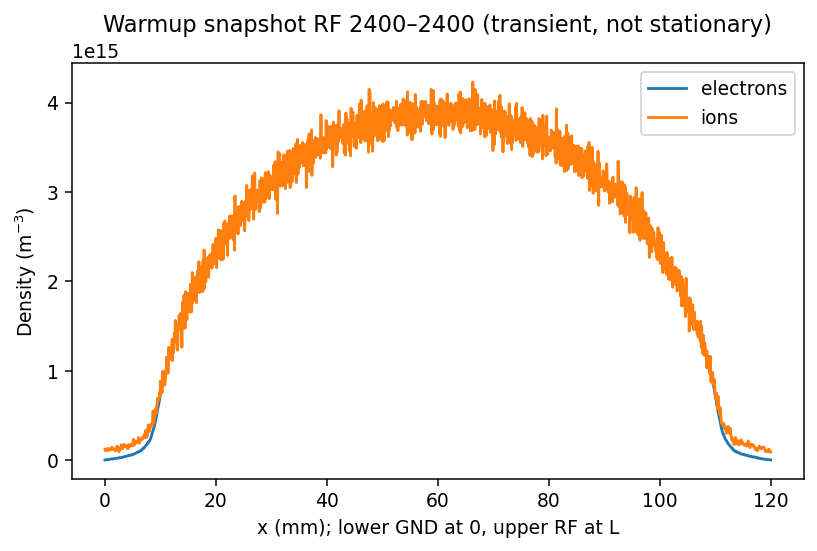 Warmup snapshot RF 2400–2400 (transient, not stationary)
1e15
electrons
ions
4
3
2
1
0
Density (m⁻³)
0 20 40 60 80 100 120
x (mm); lower GND at 0, upper RF at L